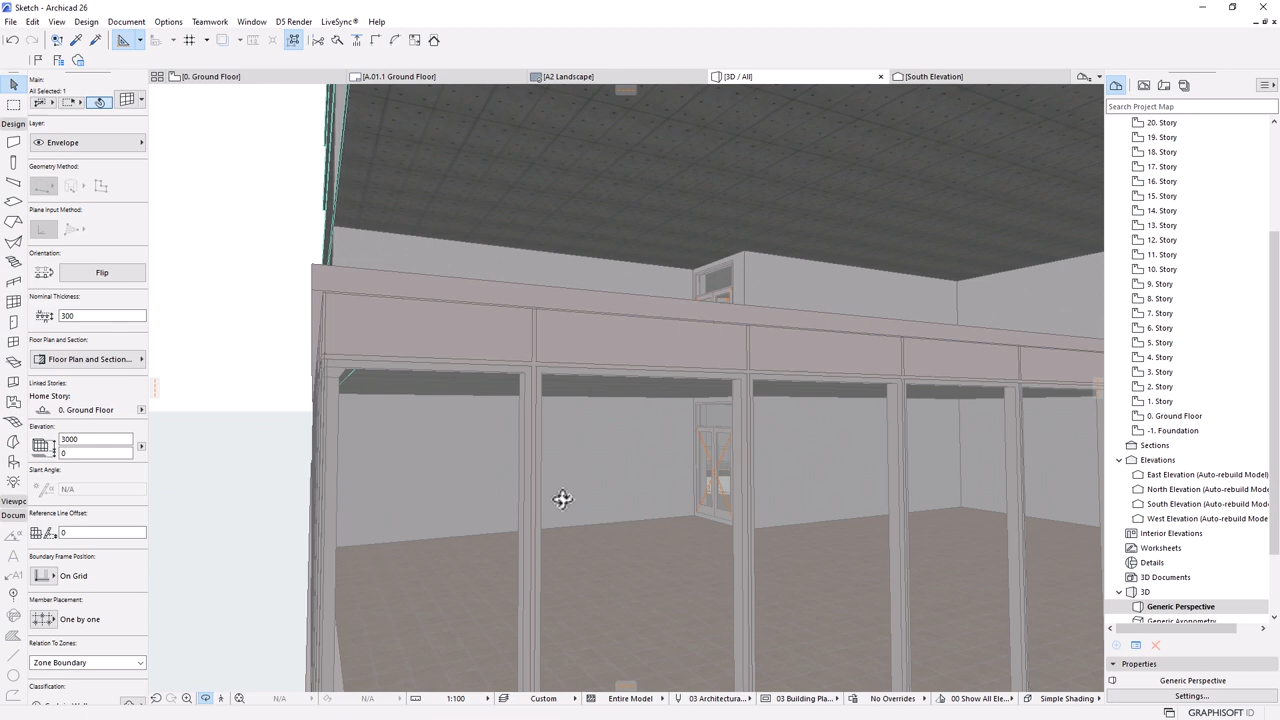 Sketch - Archicad 26
File Edit View Design Document Options Teamwork Window D5 Render LiveSync® Help
Main:
All Selected: 1
[0. Ground Floor]
[A.01.1 Ground Floor]
[A2 Landscape]
[3D / All]
[South Elevation]
Design
Layer:
Envelope
Geometry Method:
Plane Input Method:
Orientation:
Flip
Nominal Thickness:
300
Floor Plan and Section:
Floor Plan and Section...
Linked Stories:
Home Story:
0. Ground Floor
Elevation:
3000
0
Slant Angle:
N/A
Viewpc
Docum
Reference Line Offset:
0
Boundary Frame Position:
On Grid
Member Placement:
One by one
Relation To Zones:
Zone Boundary
Classification:
N/A
N/A
1:100
Custom
Entire Model
03 Architectura...
03 Building Pla...
No Overrides
00 Show All Ele...
Simple Shading
Search Project Map
20. Story
19. Story
18. Story
17. Story
16. Story
15. Story
14. Story
13. Story
12. Story
11. Story
10. Story
9. Story
8. Story
7. Story
6. Story
5. Story
4. Story
3. Story
2. Story
1. Story
0. Ground Floor
-1. Foundation
Sections
Elevations
East Elevation (Auto-rebuild Model)
North Elevation (Auto-rebuild Mode
South Elevation (Auto-rebuild Mode
West Elevation (Auto-rebuild Mode
Interior Elevations
Worksheets
Details
3D Documents
3D
Generic Perspective
Generic Axonometry
Properties
Generic Perspective
Settings...
GRAPHISOFT ID